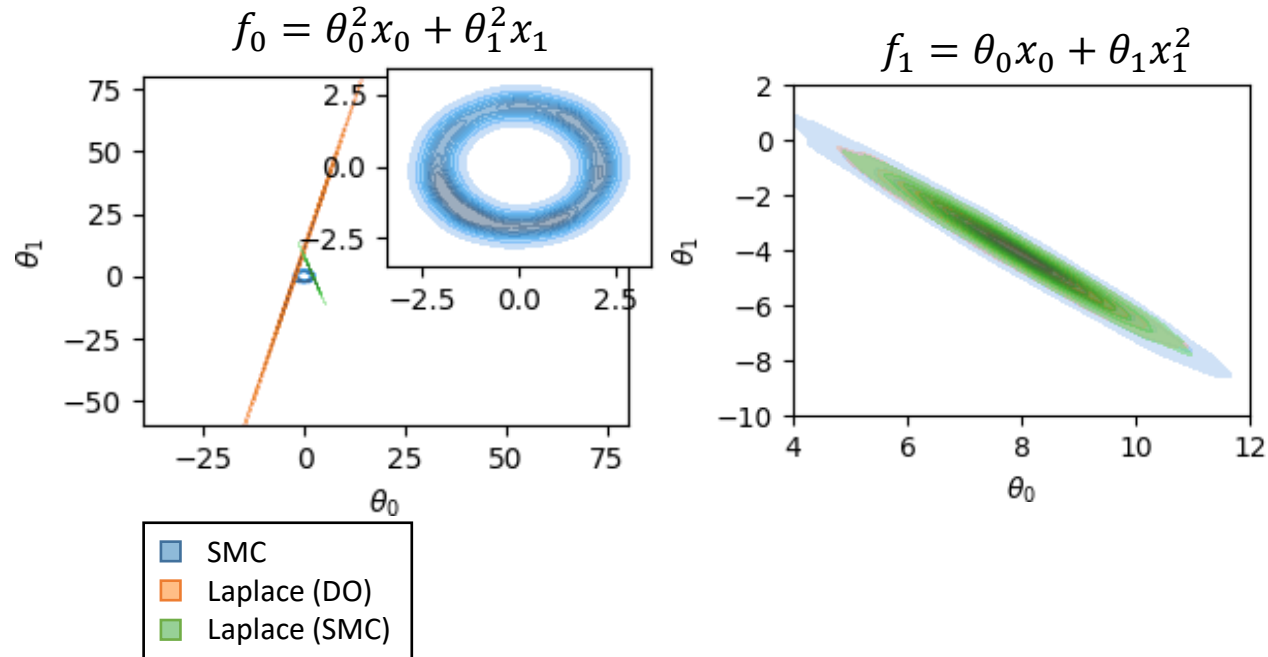 f₀ = θ₀²x₀ + θ₁²x₁
75
50
25
0
−25
−50
θ₁
−25 0 25 50 75
θ₀
2.5
0.0
−2.5
−2.5 0.0 2.5
f₁ = θ₀x₀ + θ₁x₁²
2
0
−2
−4
−6
−8
−10
θ₁
4 6 8 10 12
θ₀
SMC
Laplace (DO)
Laplace (SMC)